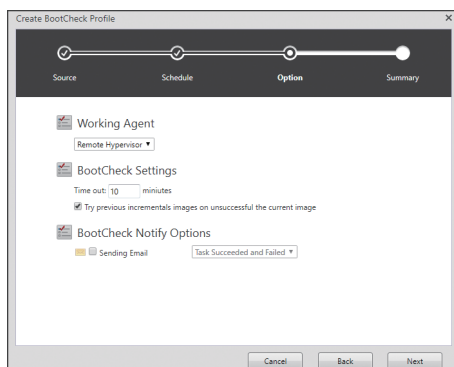 Create BootCheck Profile
Source Schedule Option Summary
Working Agent
Remote Hypervisor
BootCheck Settings
Time out: 10 miniutes
Try previous incrementals images on unsuccessful the current image
BootCheck Notify Options
Sending Email Task Succeeded and Failed
Cancel Back Next